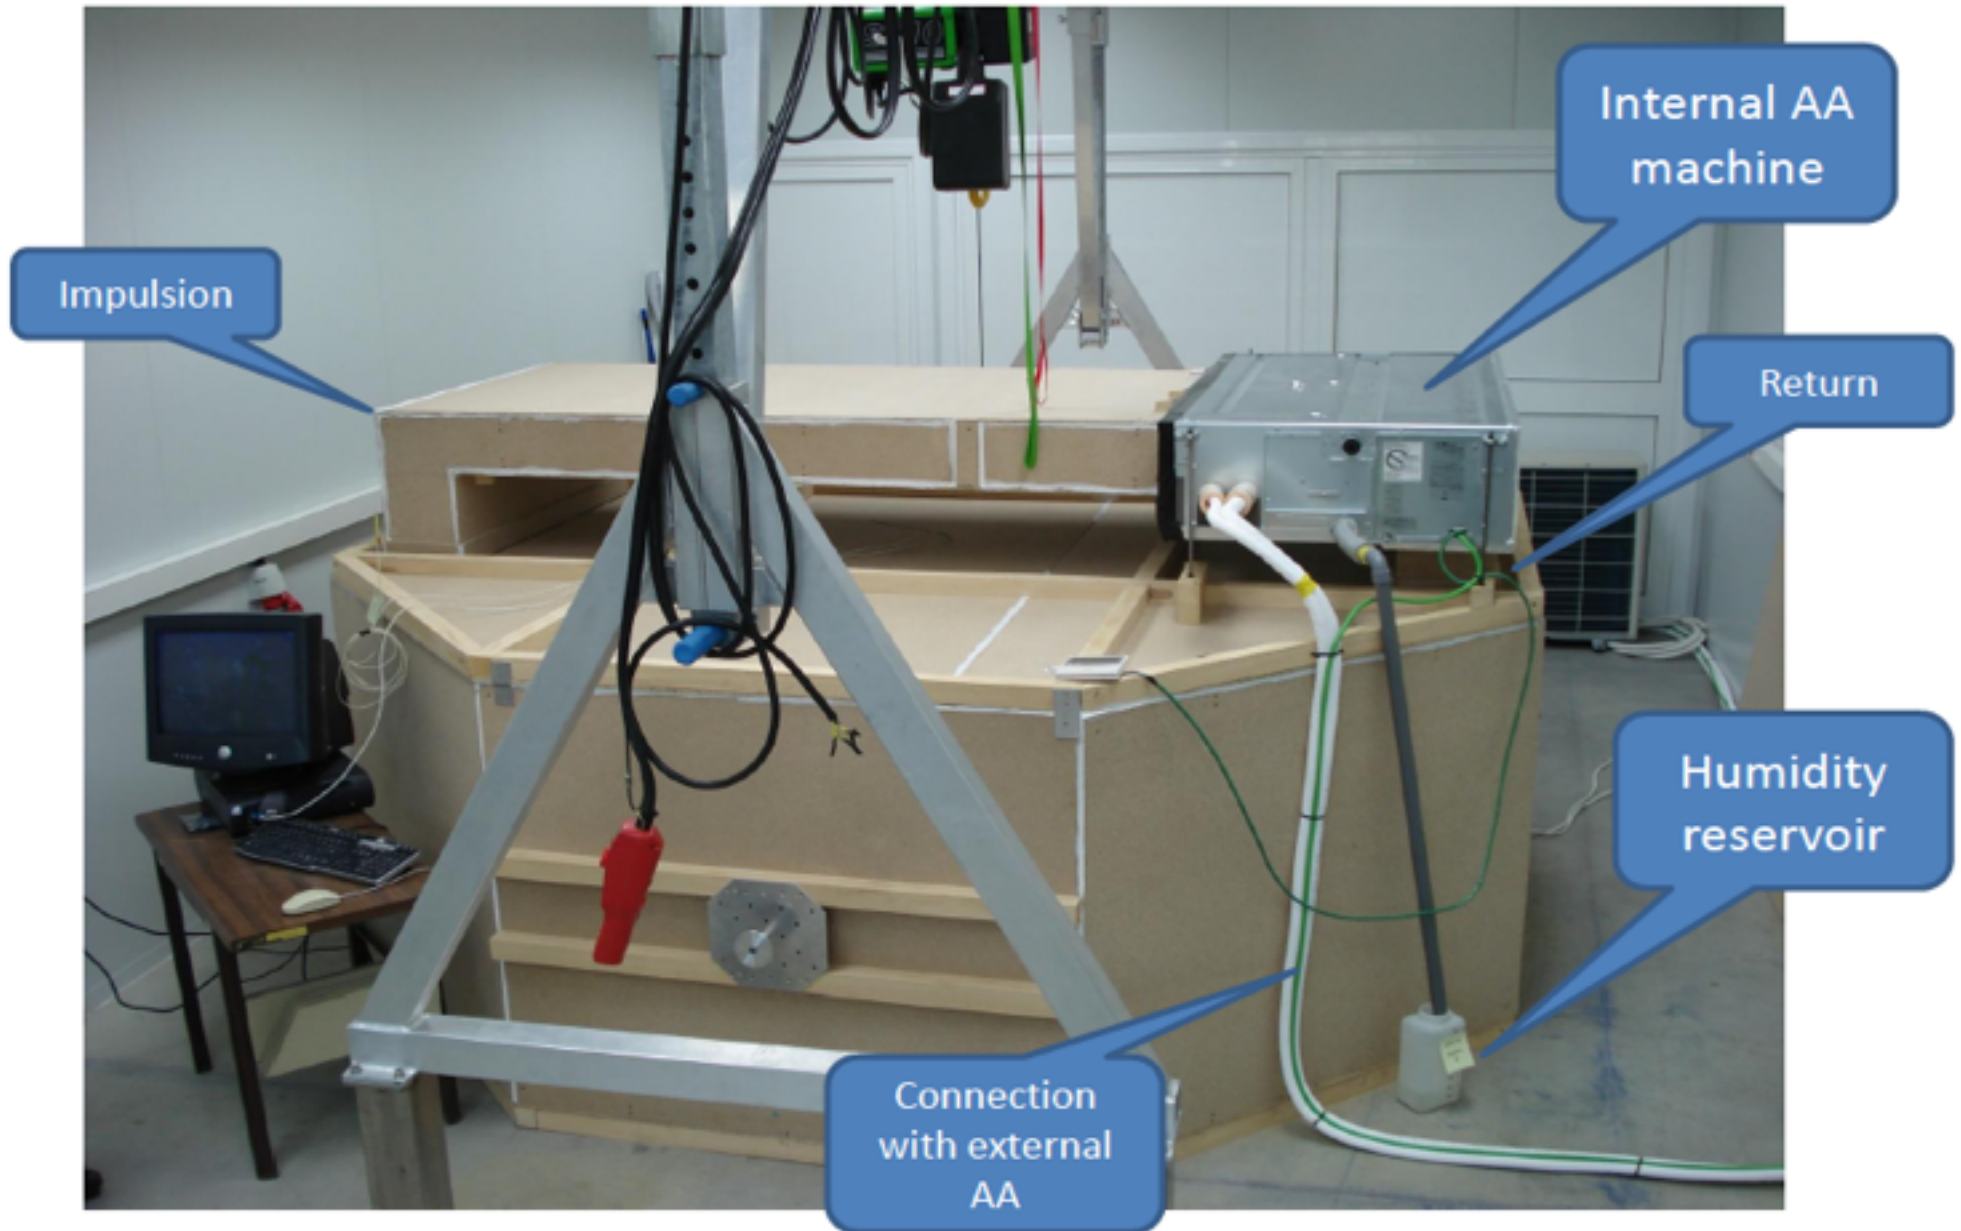 Internal AA
machine
Impulsion
Return
Humidity
reservoir
Connection
with external
AA